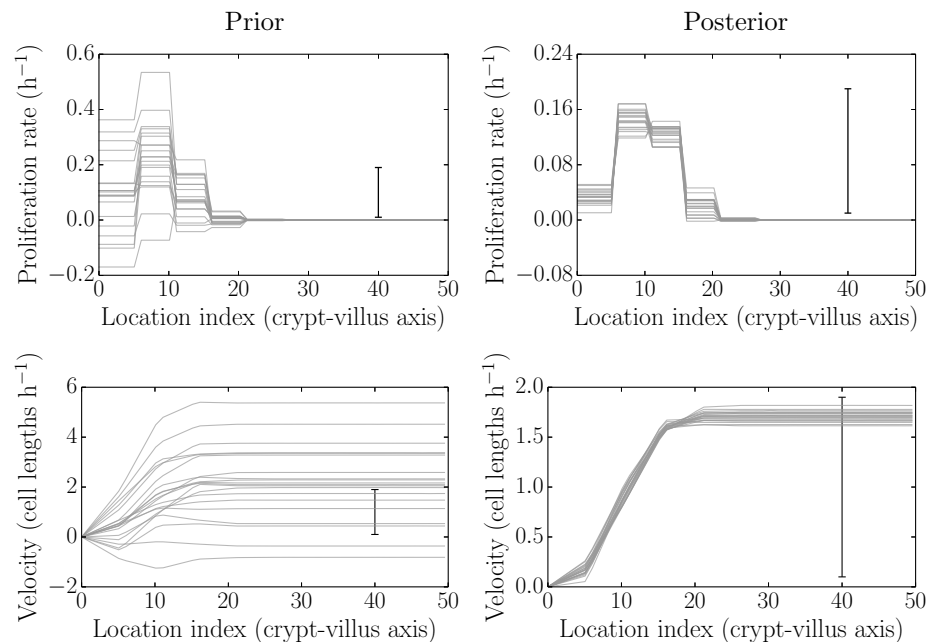 Prior
Posterior
Proliferation rate (h⁻¹)
0.6
0.4
0.2
0.0
−0.2
0 10 20 30 40 50
Location index (crypt-villus axis)
Proliferation rate (h⁻¹)
0.24
0.16
0.08
0.00
−0.08
0 10 20 30 40 50
Location index (crypt-villus axis)
Velocity (cell lengths h⁻¹)
6
4
2
0
−2
0 10 20 30 40 50
Location index (crypt-villus axis)
Velocity (cell lengths h⁻¹)
2.0
1.5
1.0
0.5
0.0
0 10 20 30 40 50
Location index (crypt-villus axis)